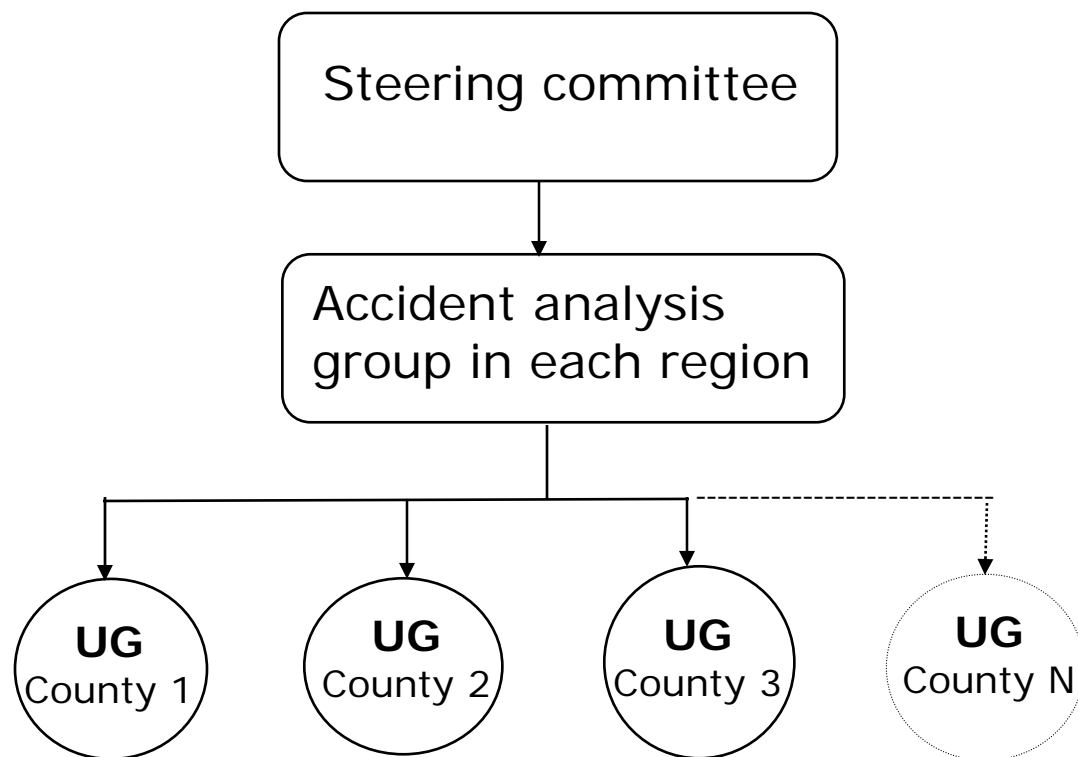 Steering committee
Accident analysis
group in each region
UG
County 1
UG
County 2
UG
County 3
UG
County N